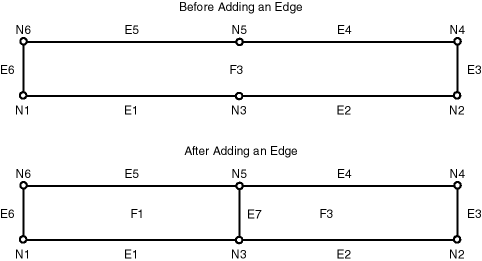 Before Adding an Edge
N6 E5 N5 E4 N4
E6 F3 E3
N1 E1 N3 E2 N2
After Adding an Edge
N6 E5 N5 E4 N4
E6 F1 E7 F3 E3
N1 E1 N3 E2 N2